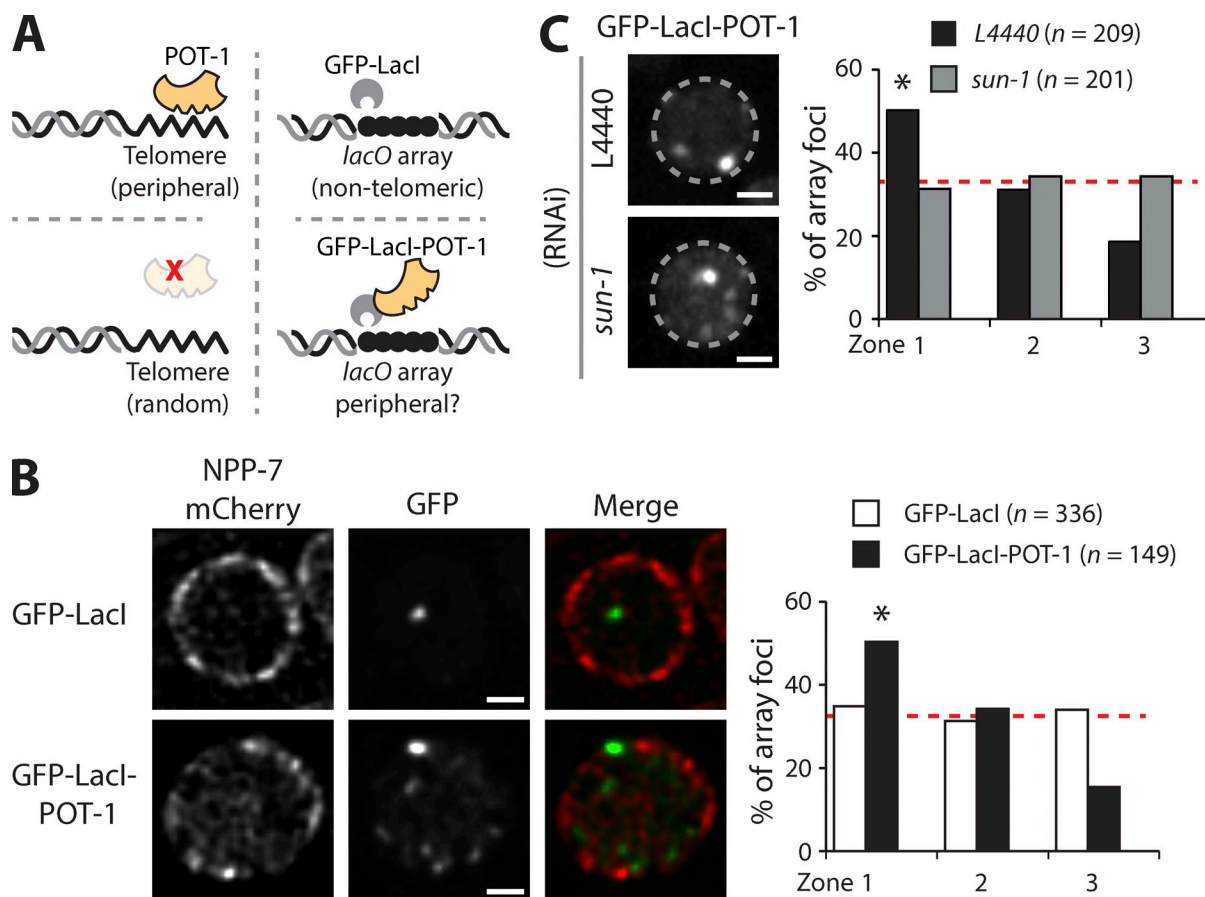 A
POT-1
Telomere
(peripheral)
GFP-LacI
lacO array
(non-telomeric)
X
Telomere
(random)
GFP-LacI-POT-1
lacO array
peripheral?
C
GFP-LacI-POT-1
(RNAi)
L4440
sun-1
L4440 (n = 209)
sun-1 (n = 201)
% of array foci
60
40
20
0
*
Zone 1
2
3
B
NPP-7
mCherry
GFP
Merge
GFP-LacI
GFP-LacI-
POT-1
GFP-LacI (n = 336)
GFP-LacI-POT-1 (n = 149)
% of array foci
60
40
20
0
*
Zone 1
2
3